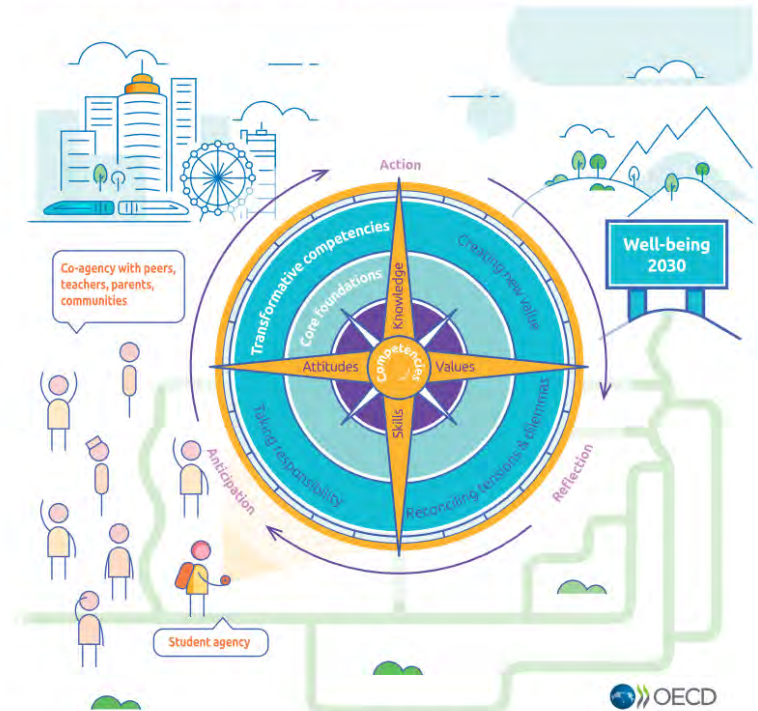 Action
Co-agency with peers,
teachers, parents,
communities
Transformative competencies
Creating new value
Well-being
2030
Core foundations
Knowledge
Attitudes
Competencies
Values
Skills
Taking responsibility
Reconciling tensions & dilemmas
Anticipation
Reflection
Student agency
OECD